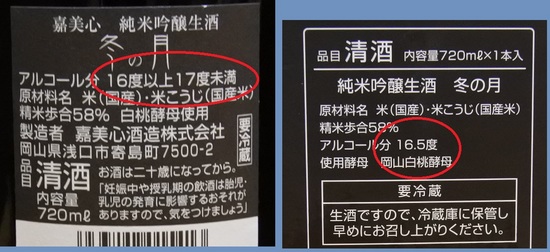 嘉美心 純米吟醸生酒
冬の月
アルコール分 16度以上17度未満
原材料名 米(国産)・米こうじ(国産米)
精米歩合58% 白桃酵母使用
製造者 嘉美心酒造株式会社
岡山県浅口市寄島町7500-2
要冷蔵
品目 清酒
内容量 720mℓ
お酒は二十歳になってから。
「妊娠中や授乳期の飲酒は胎児・
乳児の発育に影響するおそれが
ありますので、気をつけましょう」
品目 清酒 内容量720mℓ×1本入
純米吟醸生酒 冬の月
原材料名 米(国産)・米こうじ(国産米)
精米歩合58%
アルコール分 16.5度
使用酵母 岡山白桃酵母
要冷蔵
生酒ですので、冷蔵庫に保管し
早めにお召し上がりください。